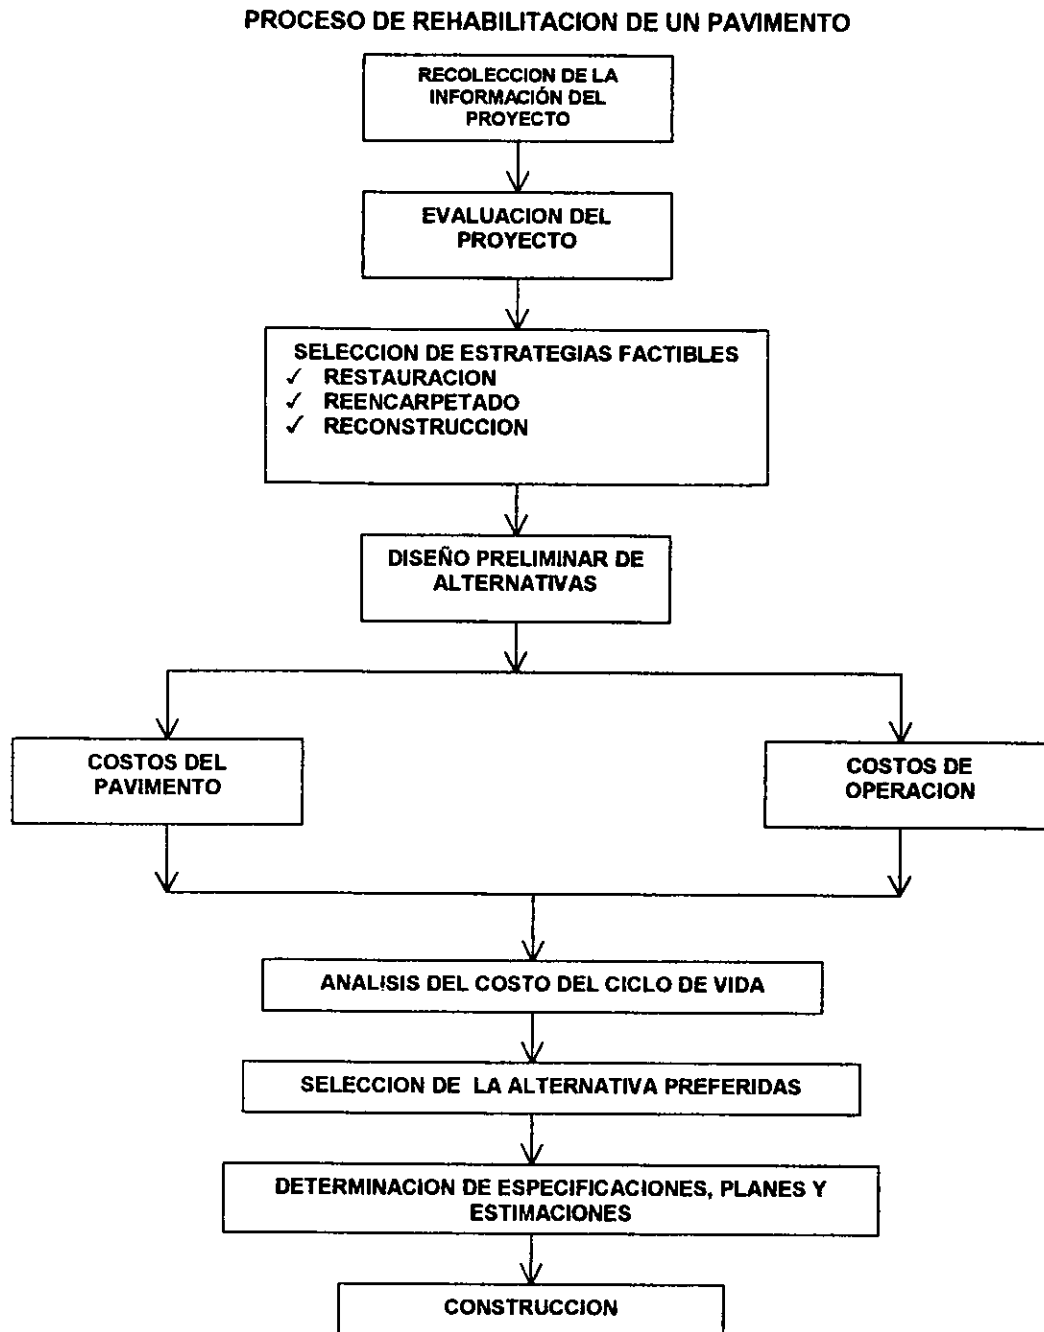 PROCESO DE REHABILITACION DE UN PAVIMENTO
RECOLECCION DE LA
INFORMACIÓN DEL
PROYECTO
EVALUACION DEL
PROYECTO
SELECCION DE ESTRATEGIAS FACTIBLES
✓ RESTAURACION
✓ REENCARPETADO
✓ RECONSTRUCCION
DISEÑO PRELIMINAR DE
ALTERNATIVAS
COSTOS DEL
PAVIMENTO
COSTOS DE
OPERACION
ANALISIS DEL COSTO DEL CICLO DE VIDA
SELECCION DE LA ALTERNATIVA PREFERIDAS
DETERMINACION DE ESPECIFICACIONES, PLANES Y
ESTIMACIONES
CONSTRUCCION